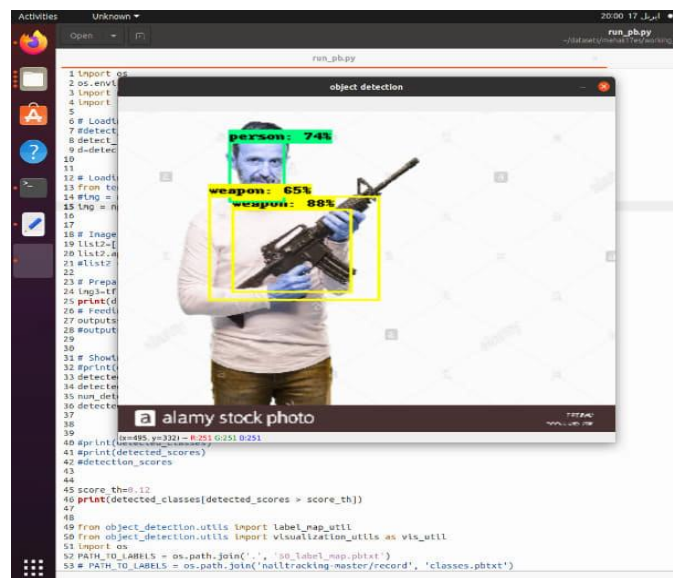 Activities
Unknown
20:00 17 ابريل
Open
run_pb.py
~/datasets/mehak17es/working
run_pb.py
object detection
1 import os
2 os.envi
3 import
4 import
5
6 # Loadi
7 #detect
8 detect_
9 d=detec
10
11
12 # Loadi
13 from te
14 #img =
15 img = n
16
17
18 # Image
19 list2=[
20 list2.a
21 #list2
22
23 # Prepa
24 img3=tf
25 print(d
26 # Feedi
27 outputs
28 #output
29
30
31 # Showi
32 #print(
33 detecte
34 detecte
35 num_det
36 detecte
37
38
39
40 #print(detected_classes)
41 #print(detected_scores)
42 #detection_scores
43
44
45 score_th=0.12
46 print(detected_classes[detected_scores > score_th])
47
48
49 from object_detection.utils import label_map_util
50 from object_detection.utils import visualization_utils as vis_util
51 import os
52 PATH_TO_LABELS = os.path.join('.', 's0_label_map.pbtxt')
53 # PATH_TO_LABELS = os.path.join('nailtracking-master/record', 'classes.pbtxt')
person: 74%
weapon: 65%
weapon: 88%
a alamy stock photo
(x=495, y=332) ~ R:251 G:251 B:251